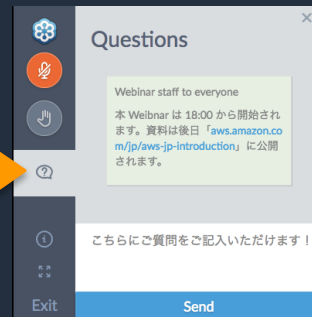 Questions
Webinar staff to everyone
本 Weibnar は 18:00 から開始され
ます。資料は後日「aws.amazon.co
m/jp/aws-jp-introduction」に公開
されます。
こちらにご質問をご記入いただけます！
Exit
Send